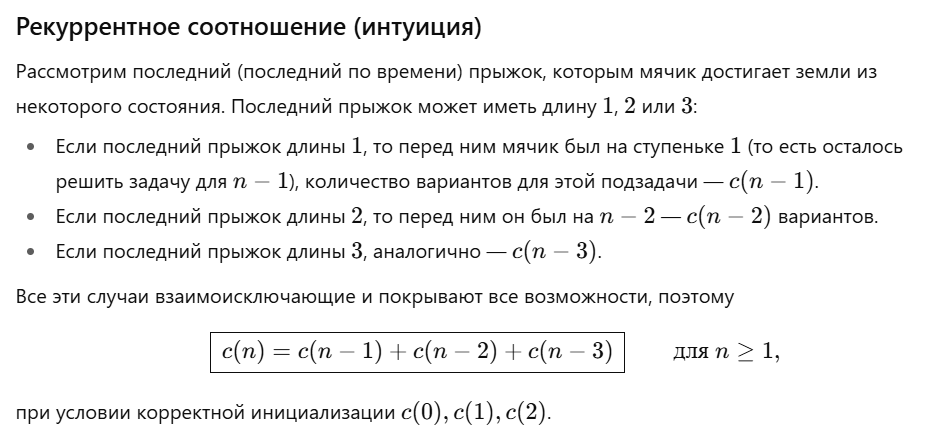 Рекуррентное соотношение (интуиция)
Рассмотрим последний (последний по времени) прыжок, которым мячик достигает земли из
некоторого состояния. Последний прыжок может иметь длину 1, 2 или 3:
• Если последний прыжок длины 1, то перед ним мячик был на ступеньке 1 (то есть осталось
решить задачу для n − 1), количество вариантов для этой подзадачи — c(n − 1).
• Если последний прыжок длины 2, то перед ним он был на n − 2 — c(n − 2) вариантов.
• Если последний прыжок длины 3, аналогично — c(n − 3).
Все эти случаи взаимоисключающие и покрывают все возможности, поэтому
c(n) = c(n − 1) + c(n − 2) + c(n − 3) для n ≥ 1,
при условии корректной инициализации c(0), c(1), c(2).